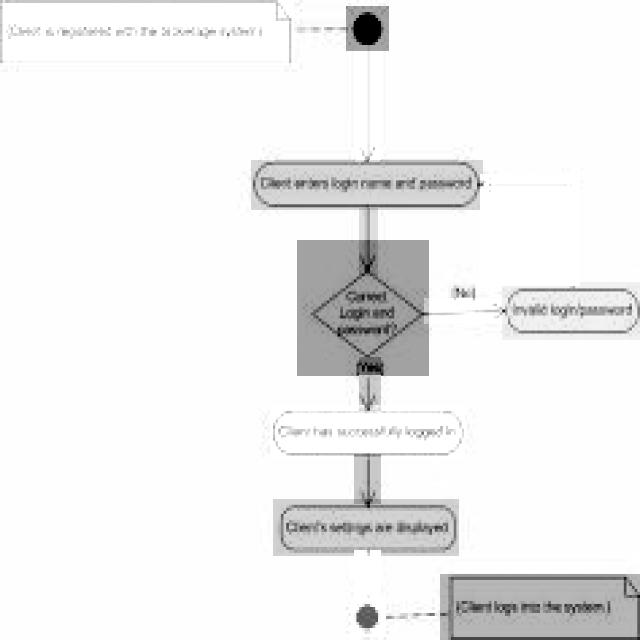 (Client is registered with the brokerage system.)
Client enters login name and password
Correct
Login and
password?
(No)
Invalid login/password
(Yes)
Client has successfully logged in
Client's settings are displayed
(Client logs into the system.)